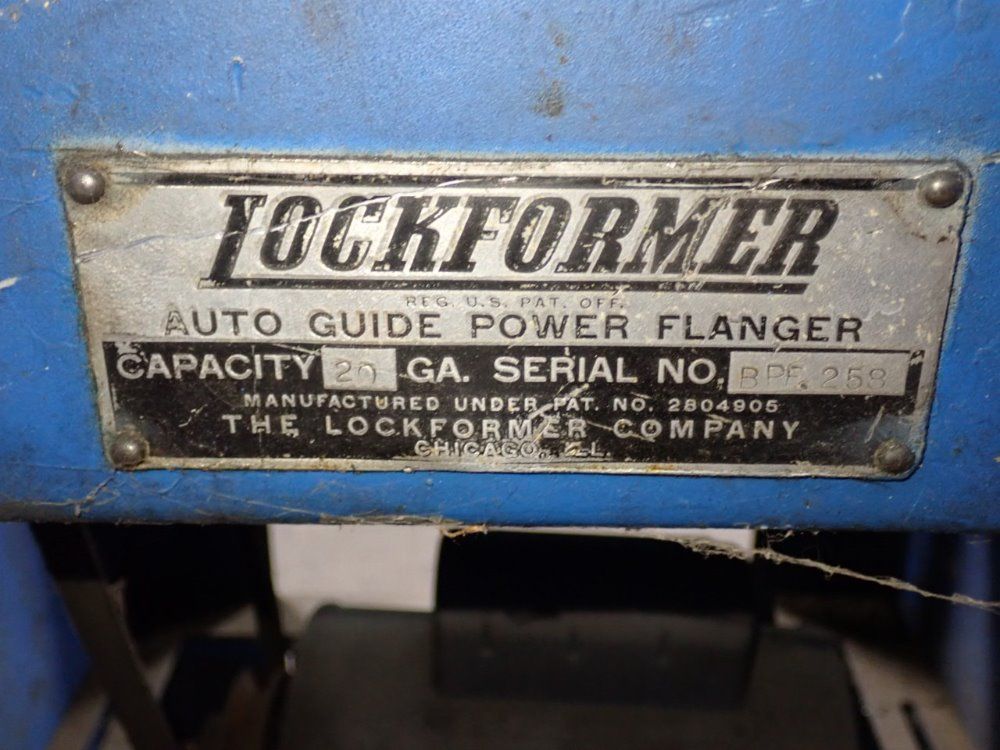 LOCKFORMER
REG. U.S. PAT. OFF.
AUTO GUIDE POWER FLANGER
CAPACITY 20 GA. SERIAL NO. 258
MANUFACTURED UNDER PAT. NO. 2804905
THE LOCKFORMER COMPANY
CHICAGO, ILL.